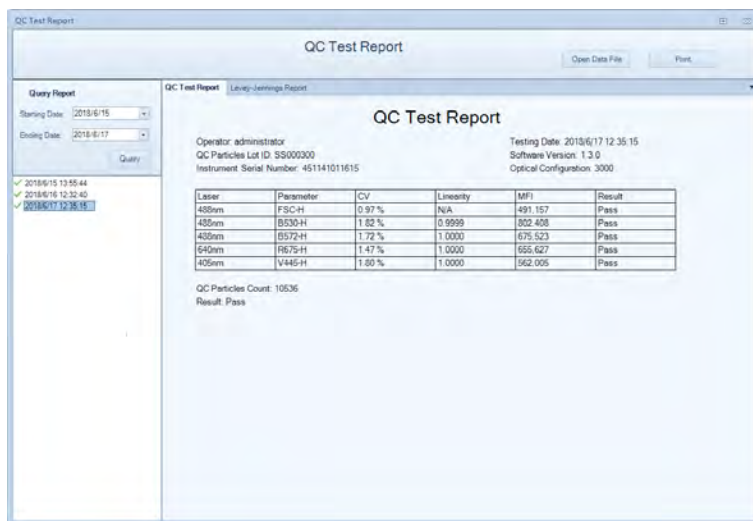 QC Test Report
QC Test Report
Open Data File
Print
Query Report
Starting Date: 2018/6/15
Ending Date: 2018/6/17
Query
2018/6/15 13:55:44
2018/6/16 12:32:40
2018/6/17 12:35:15
QC Test Report Levey-Jennings Report
QC Test Report
Operator: administrator Testing Date: 2018/6/17 12:35:15
QC Particles Lot ID: SS000300 Software Version: 1.3.0
Instrument Serial Number: 451141011615 Optical Configuration: 3000
Laser Parameter CV Linearity MFI Result
488nm FSC-H 0.97 % N/A 491,157 Pass
488nm B530-H 1.82 % 0.9999 802,408 Pass
488nm B572-H 1.72 % 1.0000 675,523 Pass
640nm R675-H 1.47 % 1.0000 655,627 Pass
405nm V445-H 1.80 % 1.0000 562,005 Pass
QC Particles Count: 10536
Result: Pass